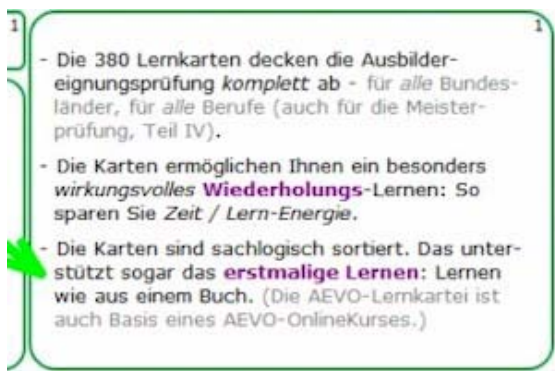 1
1
- Die 380 Lernkarten decken die Ausbilder-
eignungsprüfung komplett ab - für alle Bundes-
länder, für alle Berufe (auch für die Meister-
prüfung, Teil IV).
- Die Karten ermöglichen Ihnen ein besonders
wirkungsvolles Wiederholungs-Lernen: So
sparen Sie Zeit / Lern-Energie.
- Die Karten sind sachlogisch sortiert. Das unter-
stützt sogar das erstmalige Lernen: Lernen
wie aus einem Buch. (Die AEVO-Lernkartei ist
auch Basis eines AEVO-OnlineKurses.)